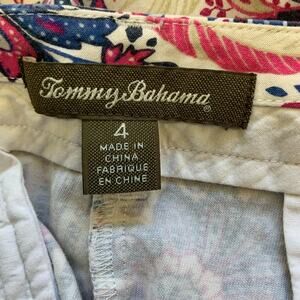 Tommy Bahama®
4
MADE IN
CHINA
FABRIQUE
EN CHINE